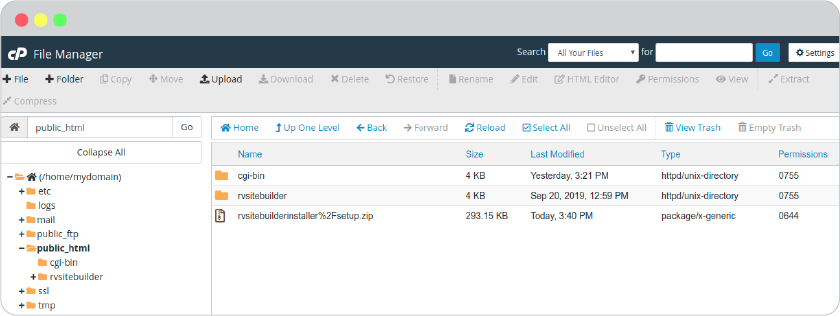 cP File Manager Search All Your Files for Go Settings
+ File + Folder Copy Move Upload Download Delete Restore Rename Edit HTML Editor Permissions View Extract
Compress
public_html Go Home Up One Level Back Forward Reload Select All Unselect All View Trash Empty Trash
Collapse All
Name Size Last Modified Type Permissions
(/home/mydomain)
cgi-bin 4 KB Yesterday, 3:21 PM httpd/unix-directory 0755
etc
rvsitebuilder 4 KB Sep 20, 2019, 12:59 PM httpd/unix-directory 0755
logs
rvsitebuilderinstaller%2Fsetup.zip 293.15 KB Today, 3:40 PM package/x-generic 0644
mail
public_ftp
public_html
cgi-bin
rvsitebuilder
ssl
tmp